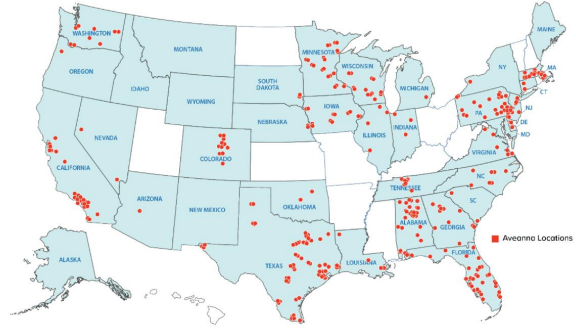 WASHINGTON
MAINE
MONTANA
MINNESOTA
OREGON
WISCONSIN
NY
MA
IDAHO
SOUTH
DAKOTA
MICHIGAN
CT
WYOMING
IOWA
NJ
PA
NEBRASKA
DE
NEVADA
ILLINOIS
INDIANA
MD
COLORADO
VIRGINIA
CALIFORNIA
NC
TENNESSEE
ARIZONA
OKLAHOMA
SC
NEW MEXICO
ALABAMA
GEORGIA
Aveanna Locations
FLORIDA
ALASKA
TEXAS
LOUISIANA